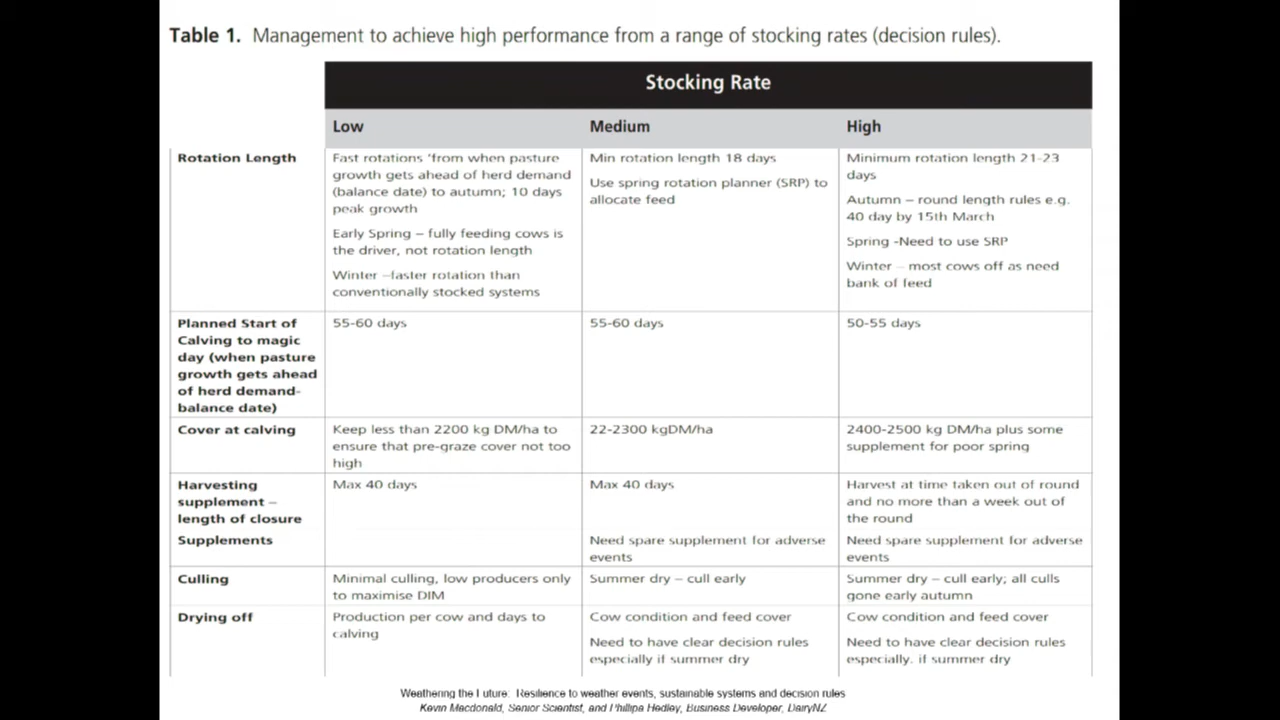 Table 1. Management to achieve high performance from a range of stocking rates (decision rules).
Stocking Rate
Low
Medium
High
Rotation Length
Fast rotations 'from when pasture
growth gets ahead of herd demand
(balance date) to autumn; 10 days
peak growth
Early Spring – fully feeding cows is
the driver, not rotation length
Winter –faster rotation than
conventionally stocked systems
Min rotation length 18 days
Use spring rotation planner (SRP) to
allocate feed
Minimum rotation length 21-23
days
Autumn – round length rules e.g.
40 day by 15th March
Spring -Need to use SRP
Winter – most cows off as need
bank of feed
Planned Start of
Calving to magic
day (when pasture
growth gets ahead
of herd demand-
balance date)
55-60 days
55-60 days
50-55 days
Cover at calving
Keep less than 2200 kg DM/ha to
ensure that pre-graze cover not too
high
22-2300 kgDM/ha
2400-2500 kg DM/ha plus some
supplement for poor spring
Harvesting
supplement –
length of closure
Max 40 days
Max 40 days
Harvest at time taken out of round
and no more than a week out of
the round
Supplements
Need spare supplement for adverse
events
Need spare supplement for adverse
events
Culling
Minimal culling, low producers only
to maximise DIM
Summer dry – cull early
Summer dry – cull early; all culls
gone early autumn
Drying off
Production per cow and days to
calving
Cow condition and feed cover
Need to have clear decision rules
especially if summer dry
Cow condition and feed cover
Need to have clear decision rules
especially. if summer dry
Weathering the Future: Resilience to weather events, sustainable systems and decision rules
Kevin Macdonald, Senior Scientist, and Phillipa Hedley, Business Developer, DairyNZ